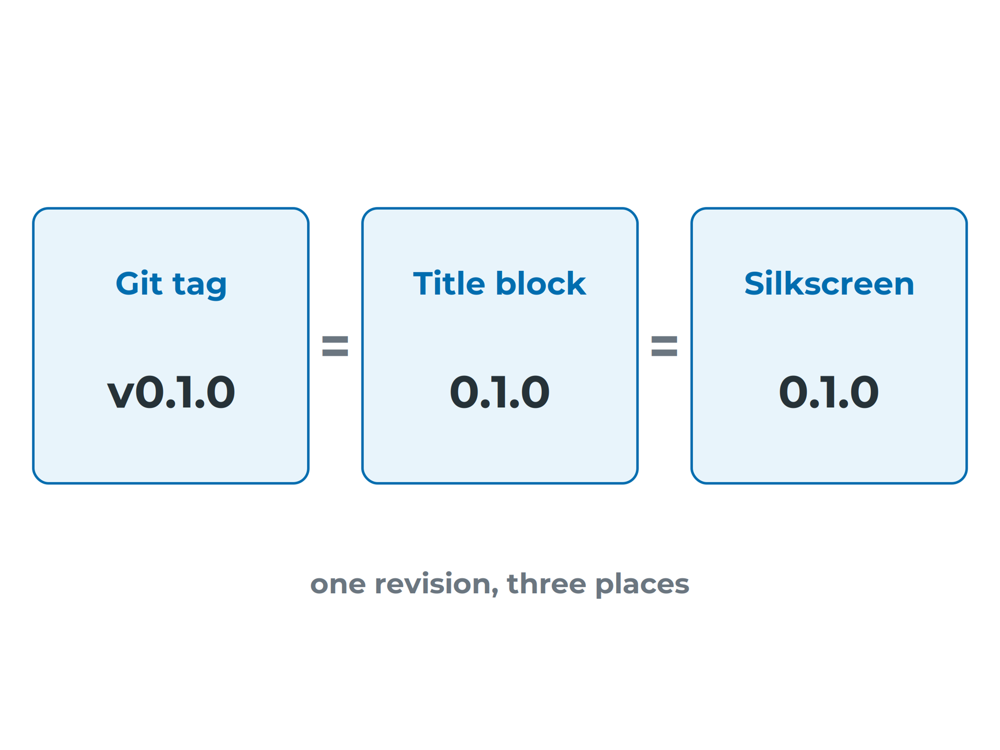 Git tag
v0.1.0
=
Title block
0.1.0
=
Silkscreen
0.1.0
one revision, three places